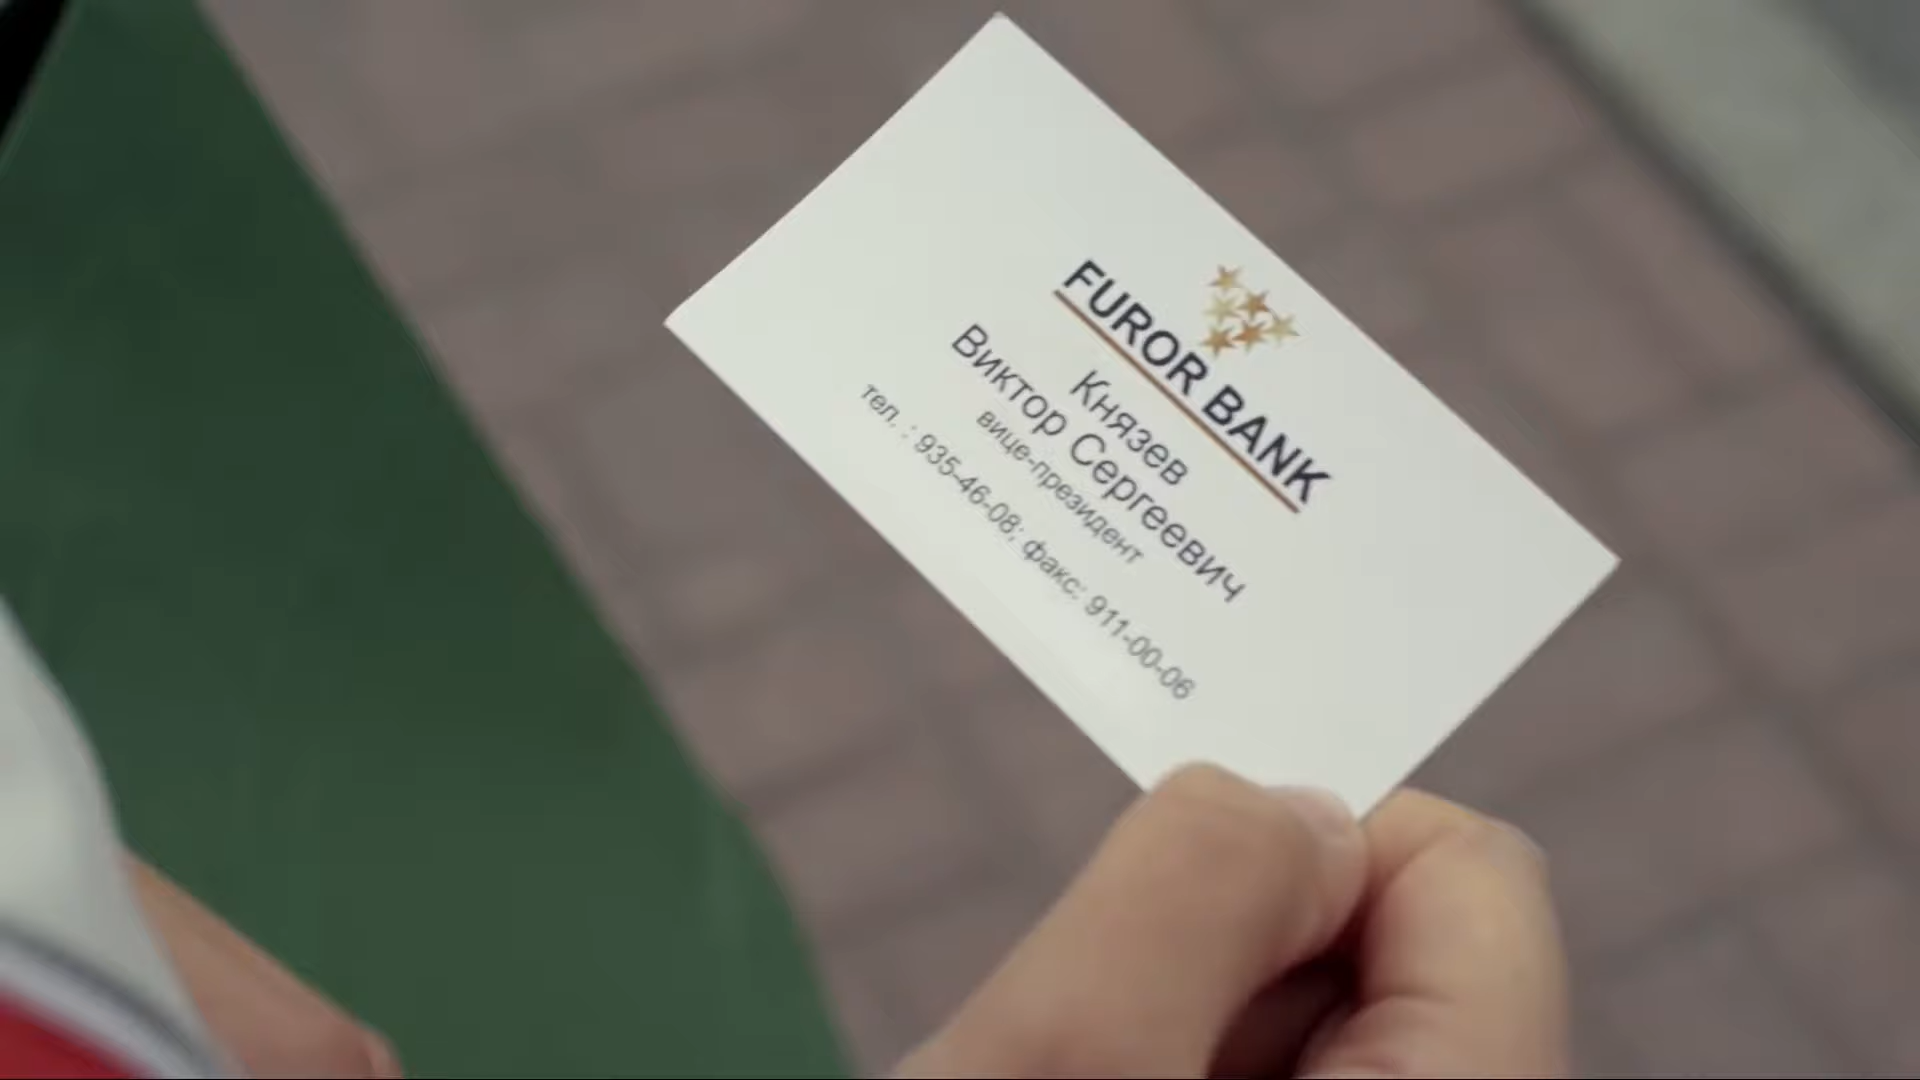 FUROR BANK
Князев
Виктор Сергеевич
вице-президент
тел. : 935-46-08; факс: 911-00-06